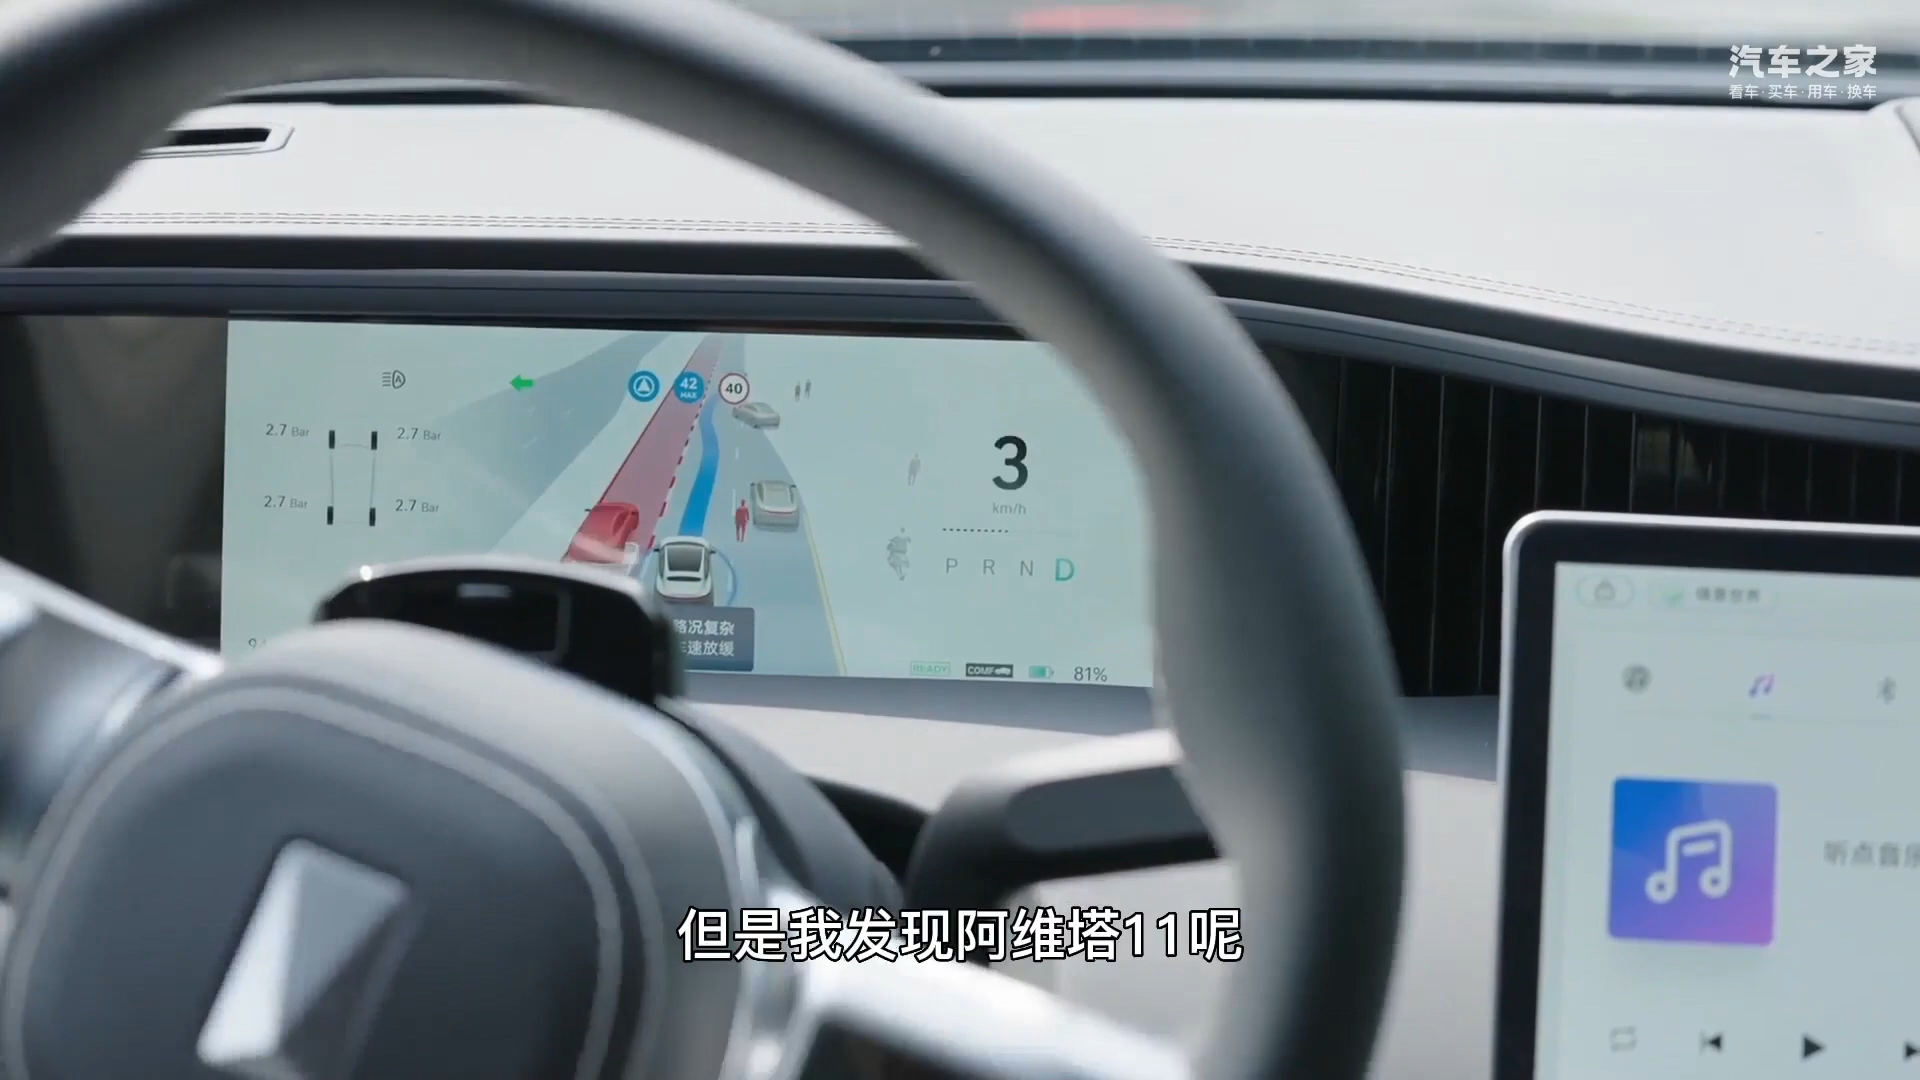 汽车之家
看车·买车·用车·换车
42
MAX
40
2.7 Bar
2.7 Bar
2.7 Bar
2.7 Bar
3
km/h
P R N D
路况复杂
车速放缓
READY
COMF
81%
听点音乐
但是我发现阿维塔11呢